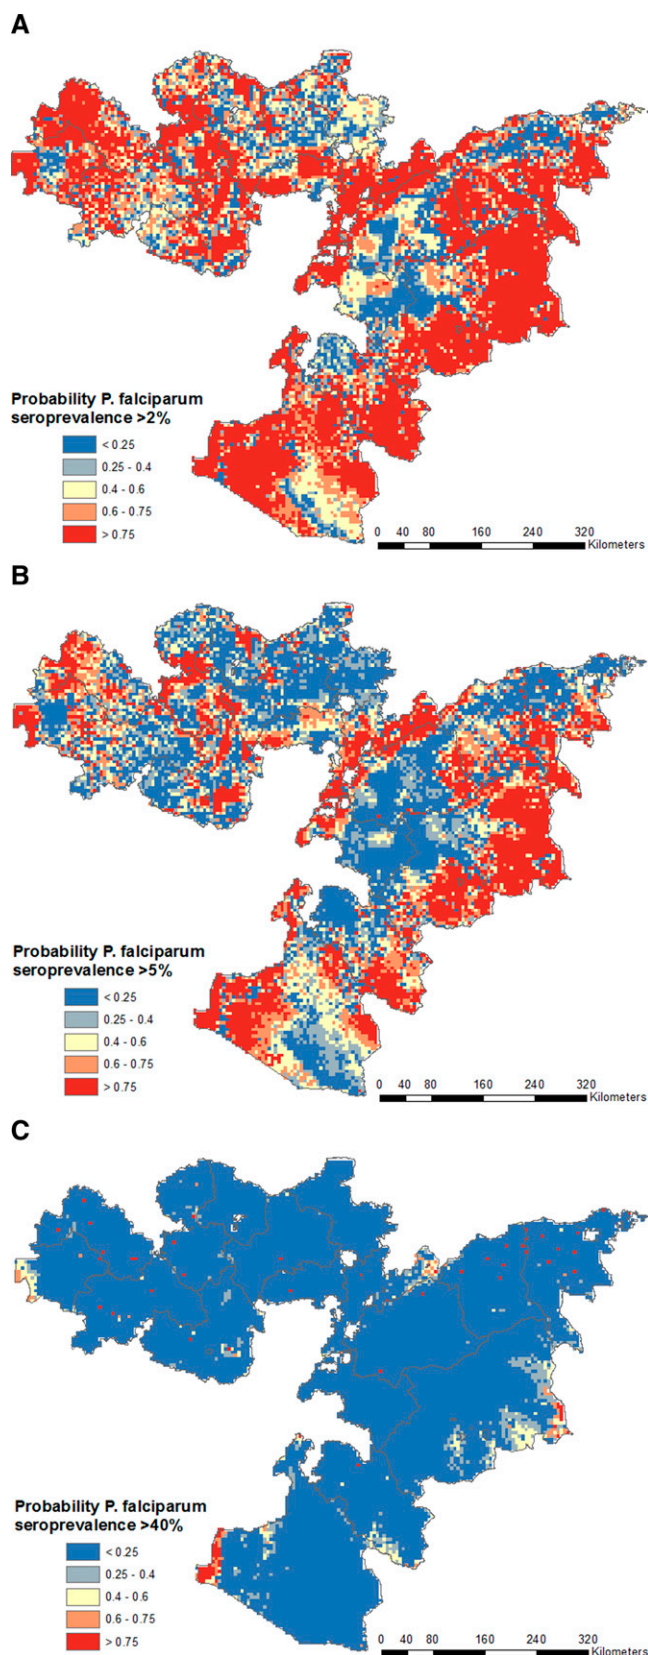 A
Probability P. falciparum
seroprevalence >2%
< 0.25
0.25 - 0.4
0.4 - 0.6
0.6 - 0.75
> 0.75
0 40 80 160 240 320
Kilometers
B
Probability P. falciparum
seroprevalence >5%
< 0.25
0.25 - 0.4
0.4 - 0.6
0.6 - 0.75
> 0.75
0 40 80 160 240 320
Kilometers
C
Probability P. falciparum
seroprevalence >40%
< 0.25
0.25 - 0.4
0.4 - 0.6
0.6 - 0.75
> 0.75
0 40 80 160 240 320
Kilometers